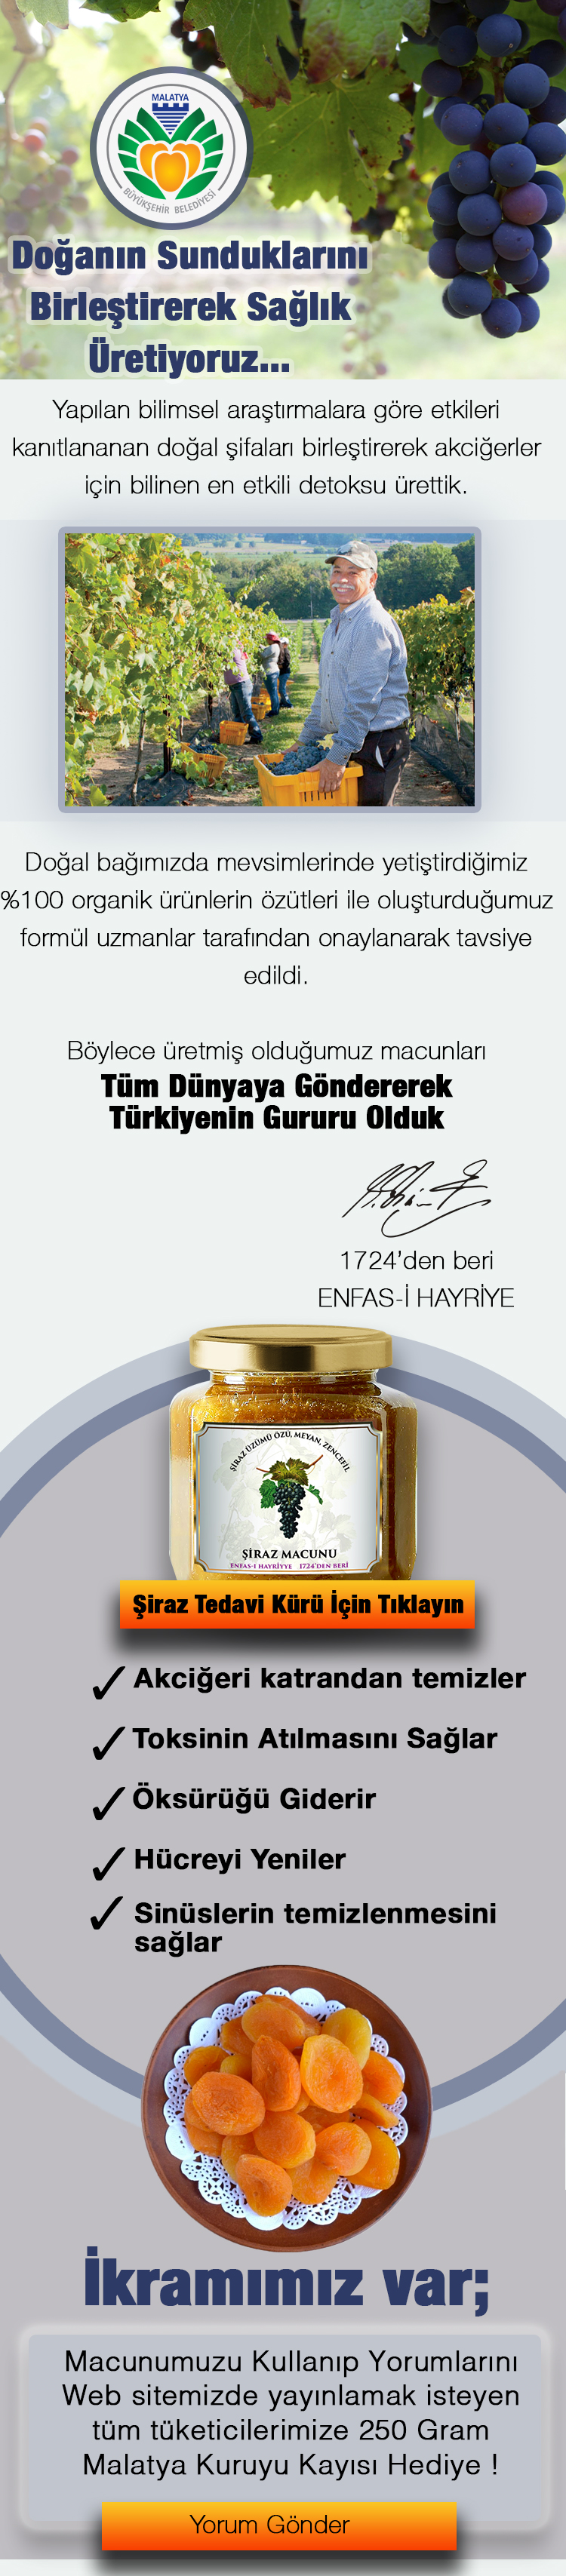 MALATYA
BÜYÜKŞEHİR BELEDİYESİ
Doğanın Sunduklarını
Birleştirerek Sağlık
Üretiyoruz...
Yapılan bilimsel araştırmalara göre etkileri
kanıtlananan doğal şifaları birleştirerek akciğerler
için bilinen en etkili detoksu ürettik.
Doğal bağımızda mevsimlerinde yetiştirdiğimiz
%100 organik ürünlerin özütleri ile oluşturduğumuz
formül uzmanlar tarafından onaylanarak tavsiye
edildi.
Böylece üretmiş olduğumuz macunları
Tüm Dünyaya Göndererek
Türkiyenin Gururu Olduk
1724'den beri
ENFAS-İ HAYRİYE
ŞİRAZ ÜZÜMÜ ÖZÜ, MEYAN, ZENCEFİL
ŞİRAZ MACUNU
ENFAS-I HAYRİYYE 1724'DEN BERİ
Şiraz Tedavi Kürü İçin Tıklayın
✓ Akciğeri katrandan temizler
✓ Toksinin Atılmasını Sağlar
✓ Öksürüğü Giderir
✓ Hücreyi Yeniler
✓ Sinüslerin temizlenmesini
sağlar
İkramımız var;
Macunumuzu Kullanıp Yorumlarını
Web sitemizde yayınlamak isteyen
tüm tüketicilerimize 250 Gram
Malatya Kuruyu Kayısı Hediye !
Yorum Gönder